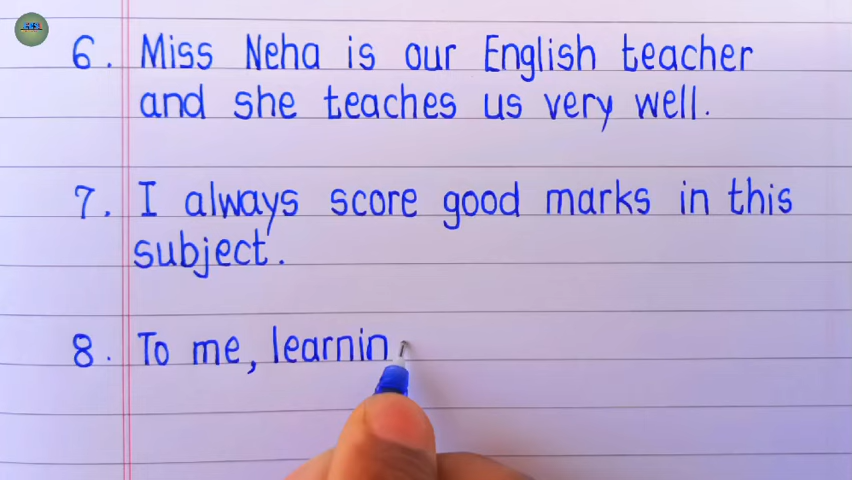 6. Miss Neha is our English teacher
and she teaches us very well.
7. I always score good marks in this
subject.
8. To me, learnin